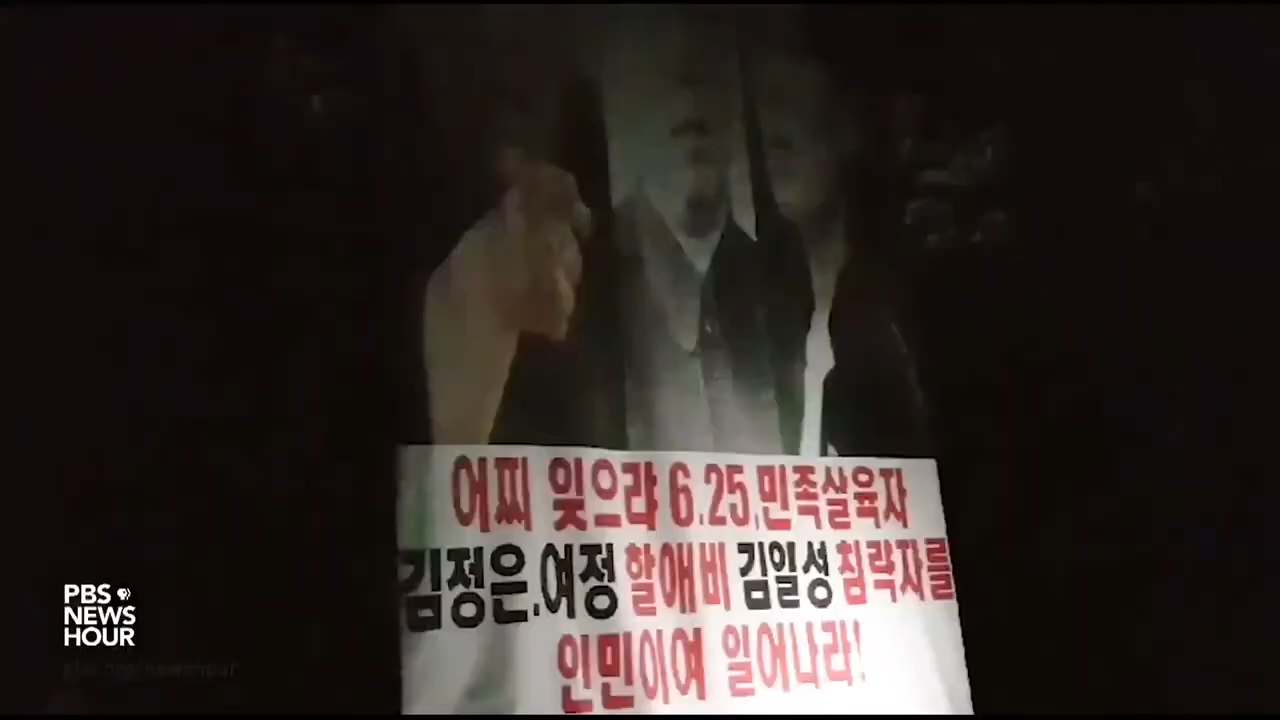 어찌 잊으랴 6.25, 민족살육자
김정은.여정 할애비 김일성 침략자를
인민이여 일어나라!
PBS
NEWS
HOUR